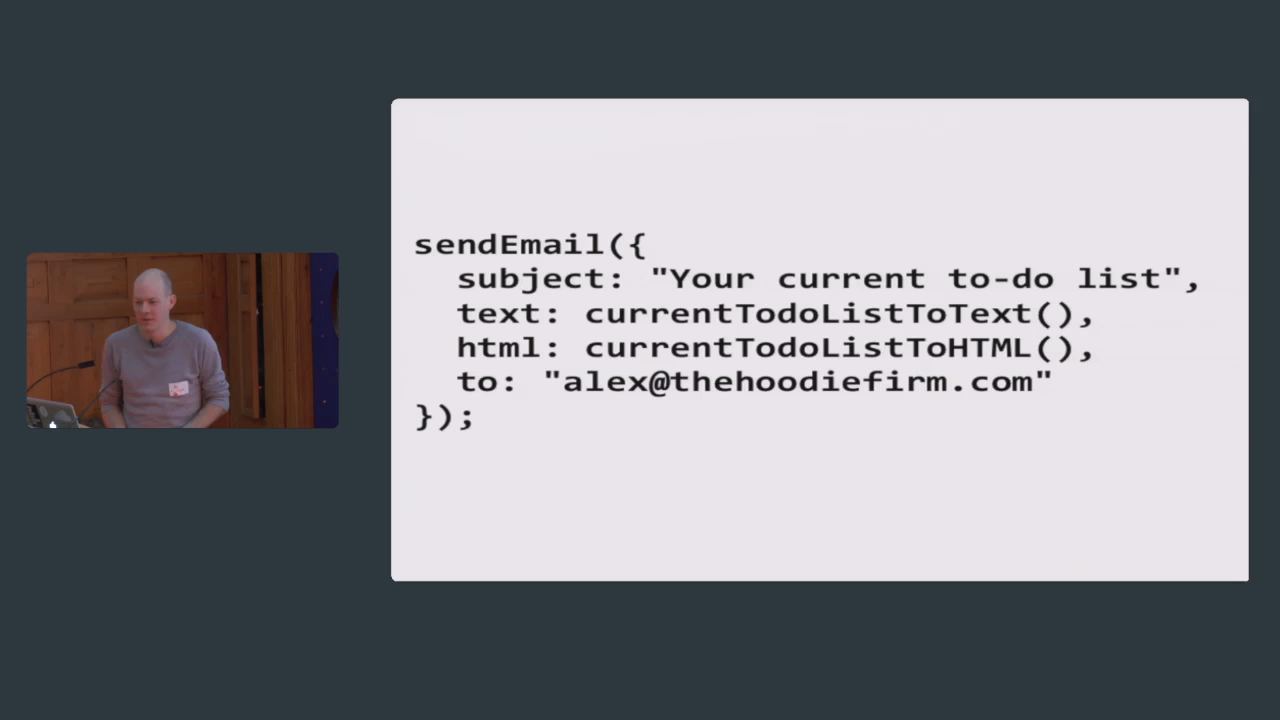 sendEmail({
subject: "Your current to-do list",
text: currentTodoListToText(),
html: currentTodoListToHTML(),
to: "alex@thehoodiefirm.com"
});